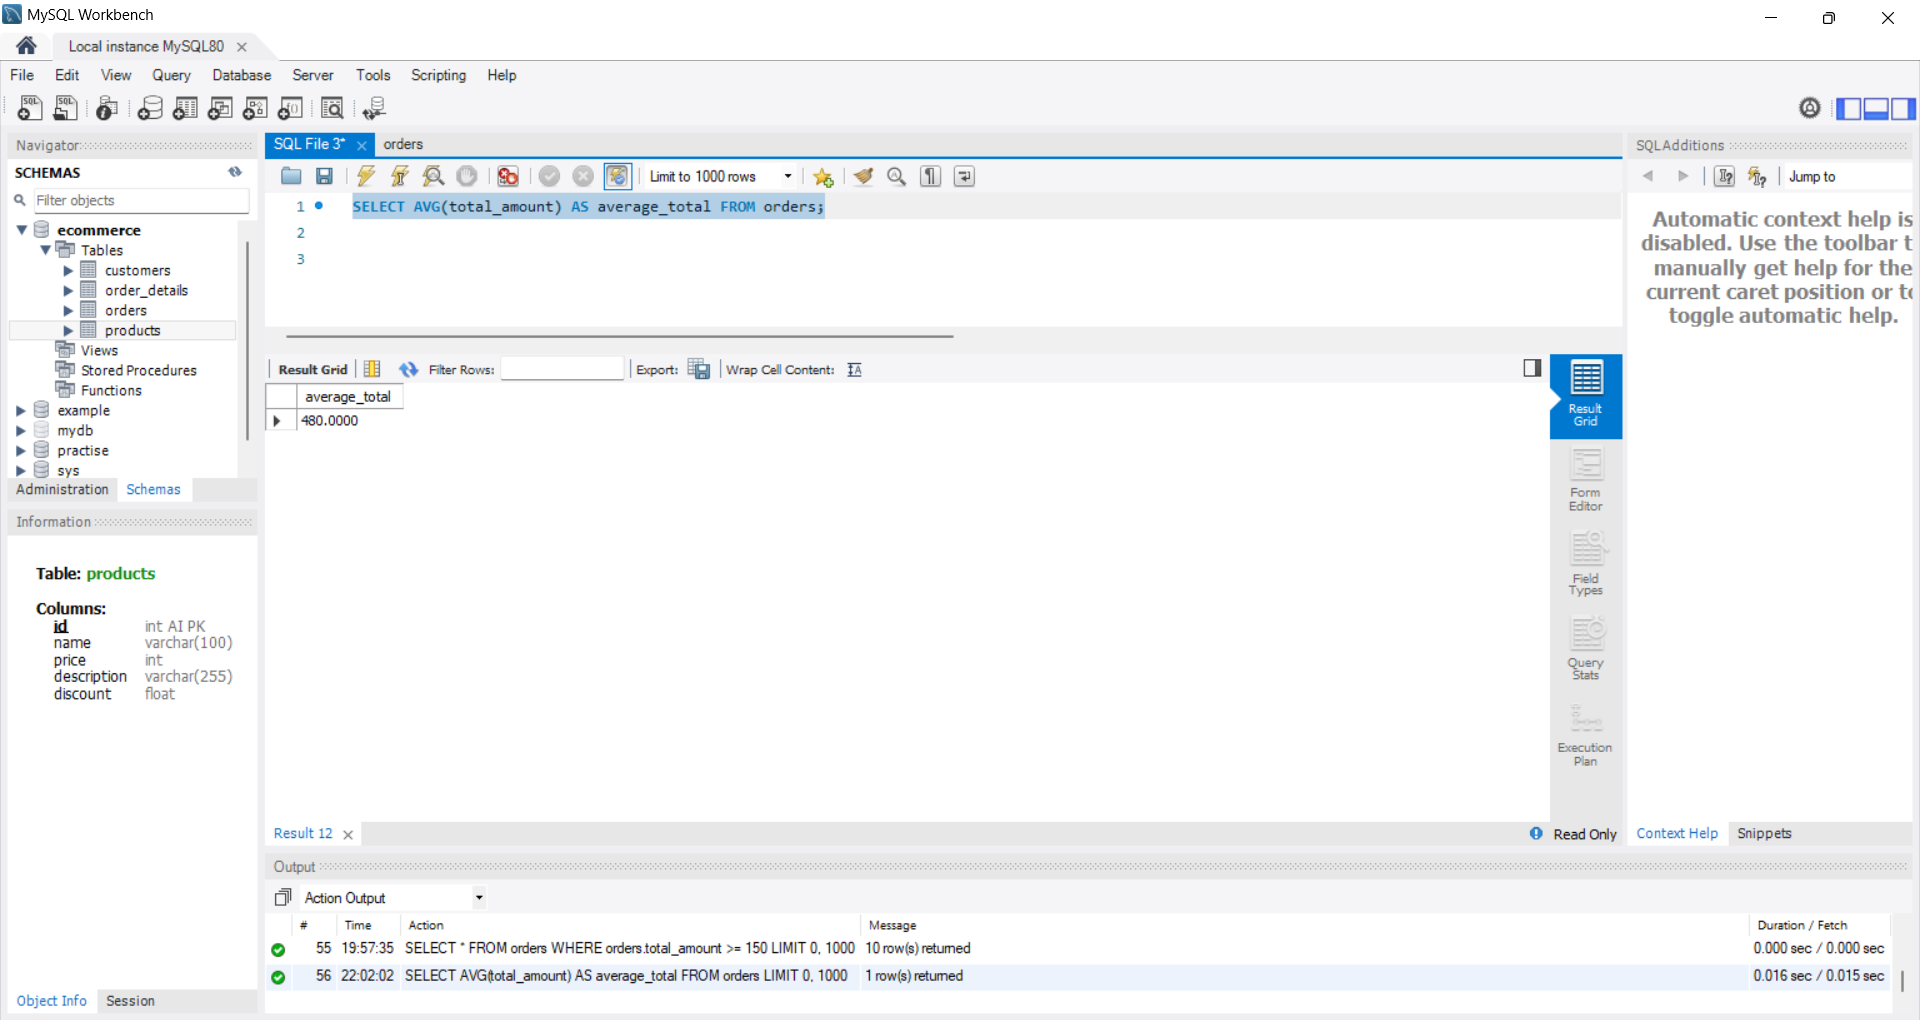 MySQL Workbench
Local instance MySQL80
File Edit View Query Database Server Tools Scripting Help
Navigator
SCHEMAS
Filter objects
ecommerce
Tables
customers
order_details
orders
products
Views
Stored Procedures
Functions
example
mydb
practise
sys
Administration Schemas
Information
Table: products
Columns:
id int AI PK
name varchar(100)
price int
description varchar(255)
discount float
Object Info Session
SQL File 3* orders
Limit to 1000 rows
1 SELECT AVG(total_amount) AS average_total FROM orders;
2
3
Result Grid Filter Rows: Export: Wrap Cell Content:
average_total
480.0000
Result Grid
Form Editor
Field Types
Query Stats
Execution Plan
Result 12 Read Only
SQLAdditions
Jump to
Automatic context help is
disabled. Use the toolbar t
manually get help for the
current caret position or to
toggle automatic help.
Context Help Snippets
Output
Action Output
# Time Action Message Duration / Fetch
55 19:57:35 SELECT * FROM orders WHERE orders.total_amount >= 150 LIMIT 0, 1000 10 row(s) returned 0.000 sec / 0.000 sec
56 22:02:02 SELECT AVG(total_amount) AS average_total FROM orders LIMIT 0, 1000 1 row(s) returned 0.016 sec / 0.015 sec